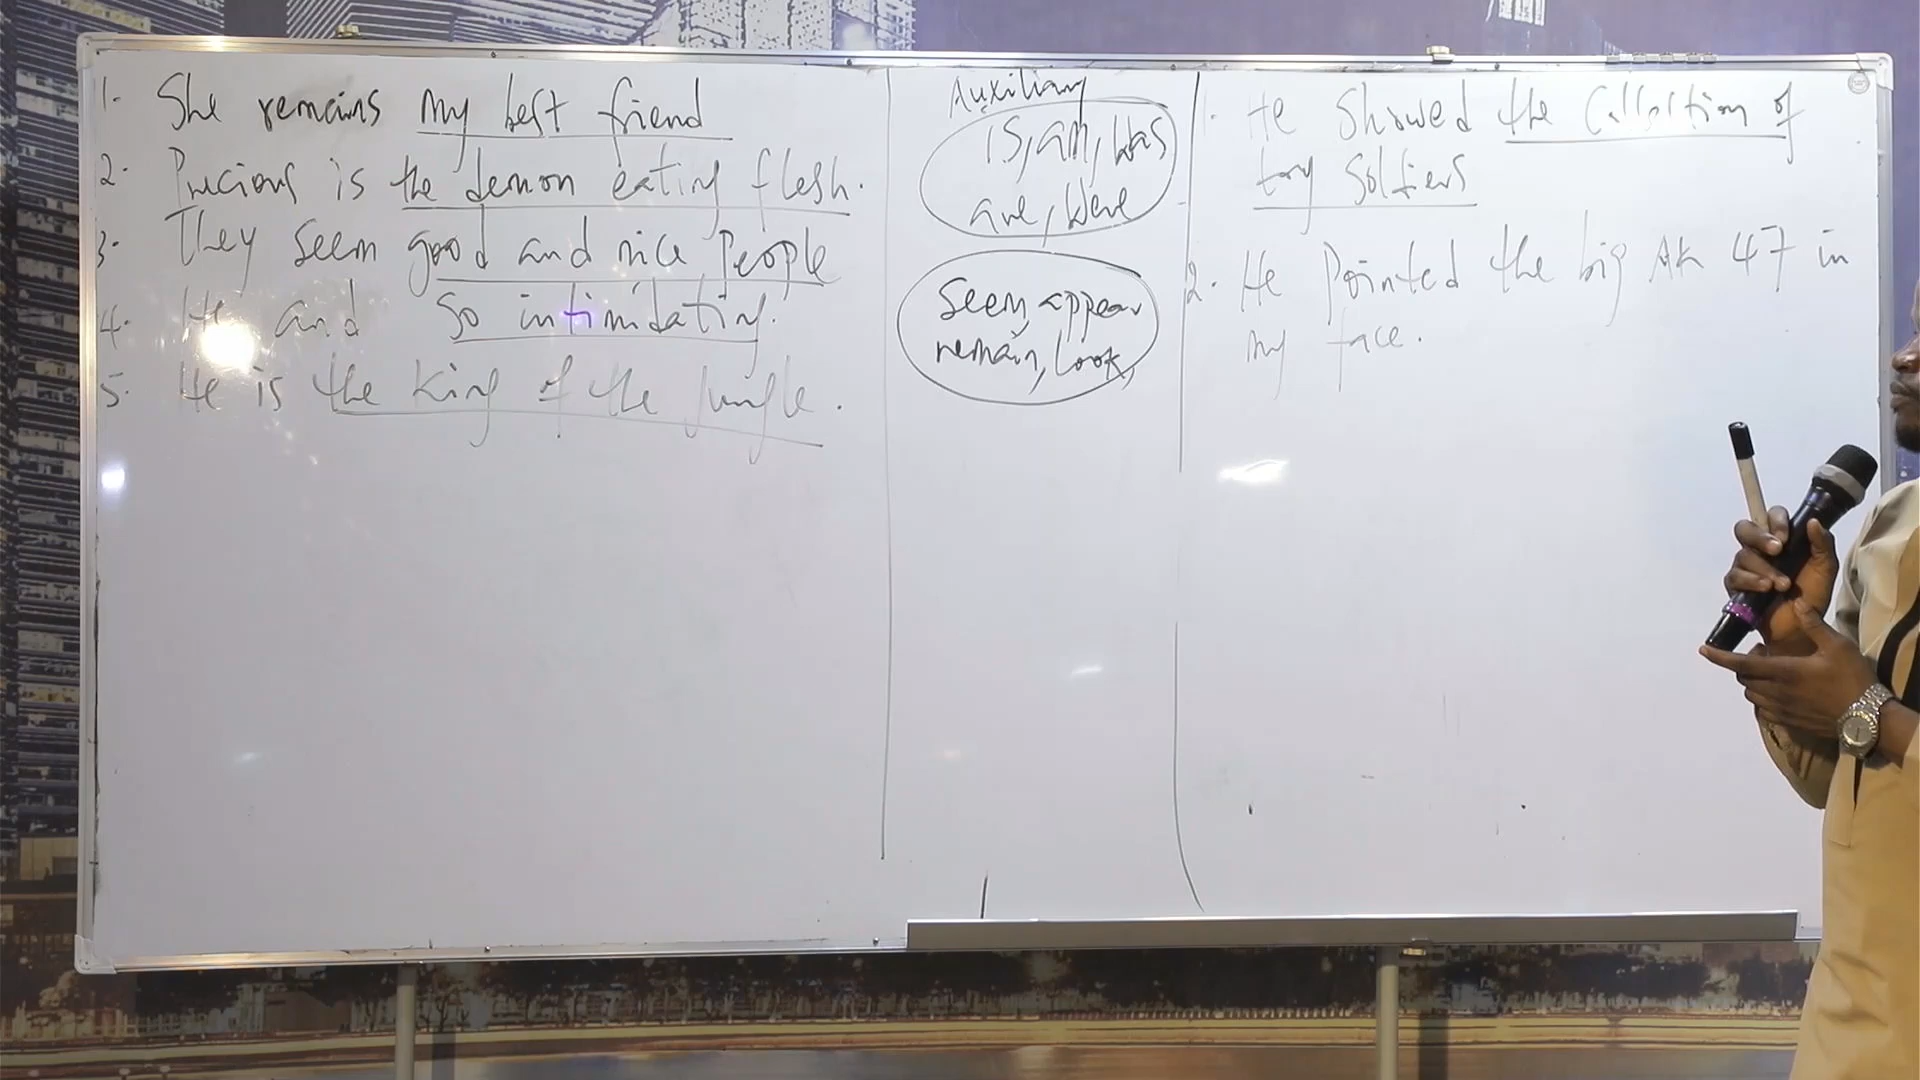 1. She remains my best friend
2. Precious is the demon eating flesh.
3. They seem good and nice People
4. He and so intimidating.
5. He is the King of the Jungle.
Auxiliary
is, am, was
are, were
Seem, appear
remain, look,
1. He Showed the Collection of
toy Soldiers
2. He Pointed the big AK 47 in
my face.